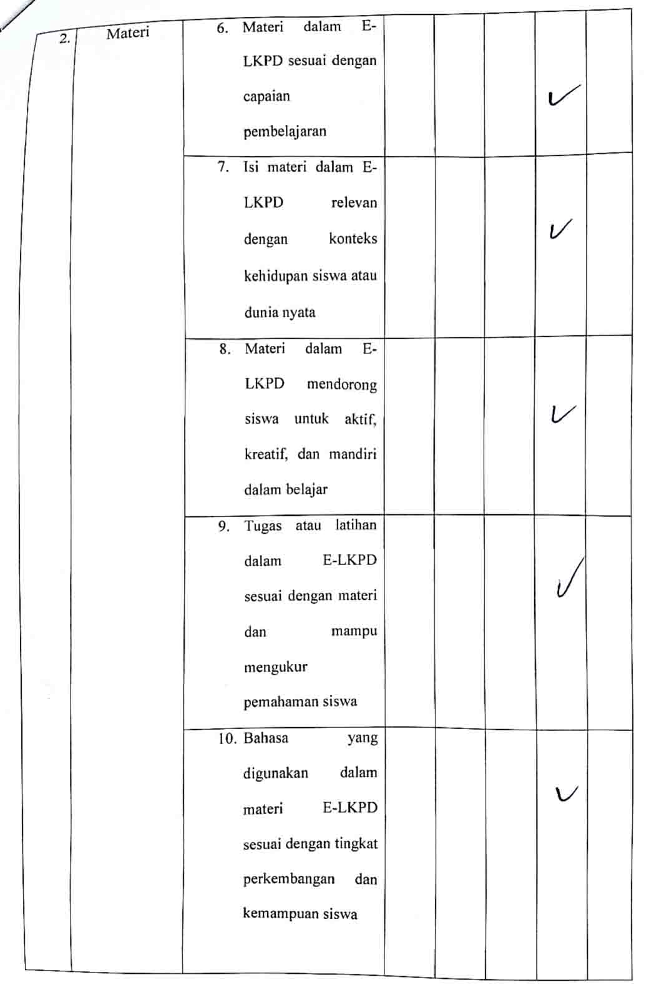 2.
Materi
6. Materi dalam E-
LKPD sesuai dengan
capaian
pembelajaran
✓
7. Isi materi dalam E-
LKPD relevan
dengan konteks
kehidupan siswa atau
dunia nyata
✓
8. Materi dalam E-
LKPD mendorong
siswa untuk aktif,
kreatif, dan mandiri
dalam belajar
✓
9. Tugas atau latihan
dalam E-LKPD
sesuai dengan materi
dan mampu
mengukur
pemahaman siswa
✓
10. Bahasa yang
digunakan dalam
materi E-LKPD
sesuai dengan tingkat
perkembangan dan
kemampuan siswa
✓